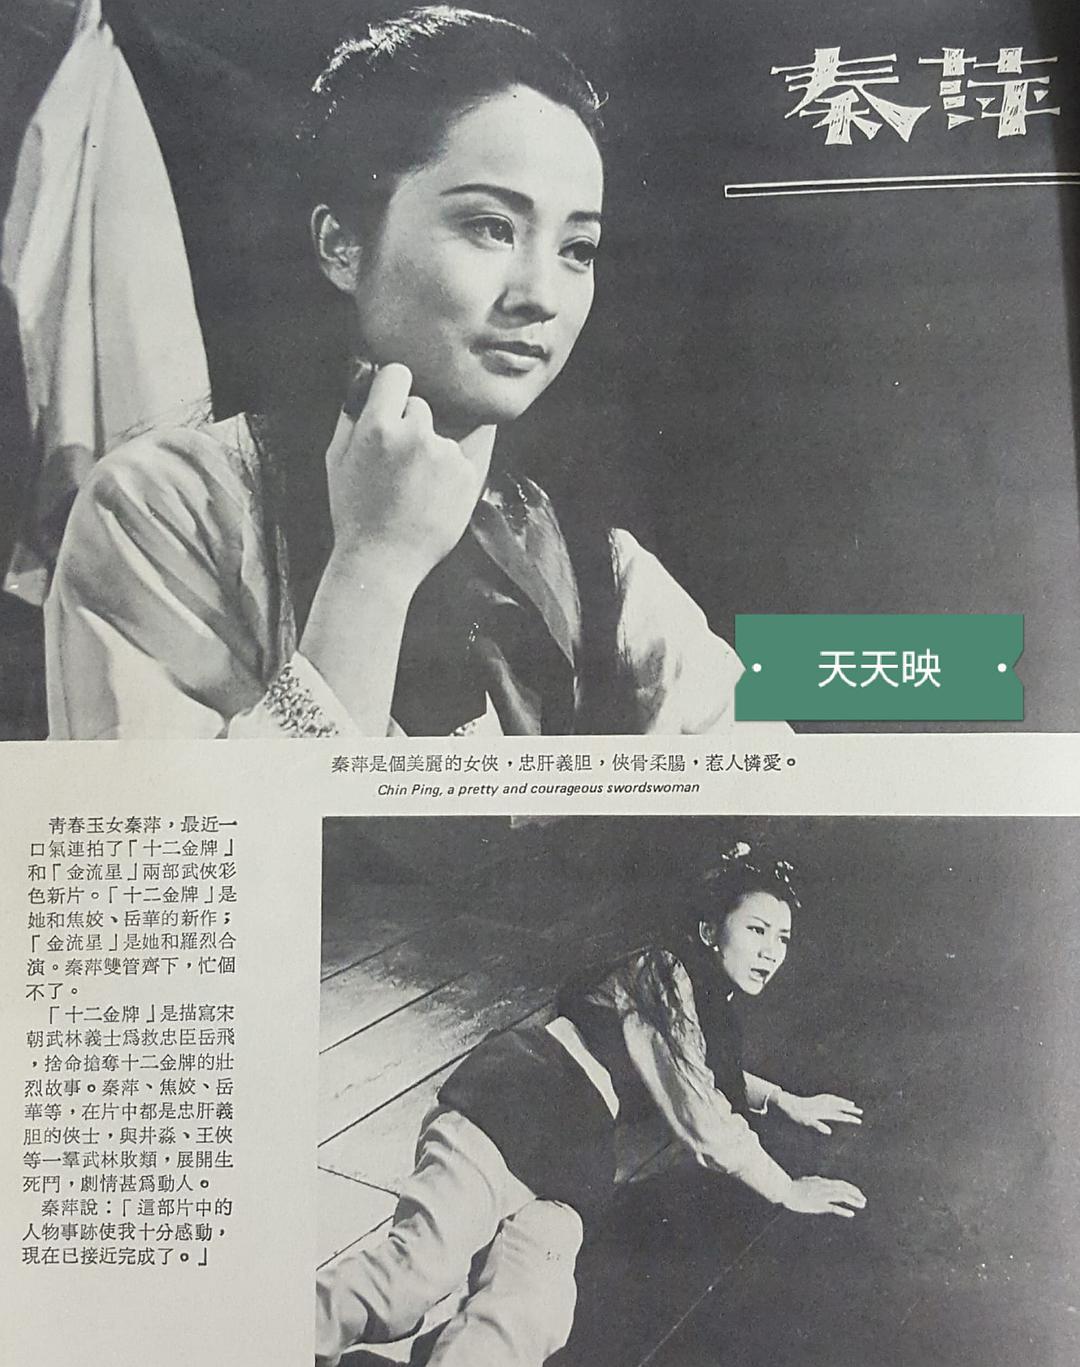 秦萍
天天映
秦萍是個美麗的女俠，忠肝義胆，俠骨柔腸，惹人憐愛。
Chin Ping, a pretty and courageous swordswoman
青春玉女秦萍，最近一
口氣連拍了「十二金牌」
和「金流星」兩部武俠彩
色新片。「十二金牌」是
她和焦姣、岳華的新作；
「金流星」是她和羅烈合
演。秦萍雙管齊下，忙個
不了。
「十二金牌」是描寫宋
朝武林義士爲救忠臣岳飛
，捨命搶奪十二金牌的壯
烈故事。秦萍、焦姣、岳
華等，在片中都是忠肝義
胆的俠士，與井淼、王俠
等一羣武林敗類，展開生
死鬥，劇情甚爲動人。
秦萍說：「這部片中的
人物事跡使我十分感動，
現在已接近完成了。」